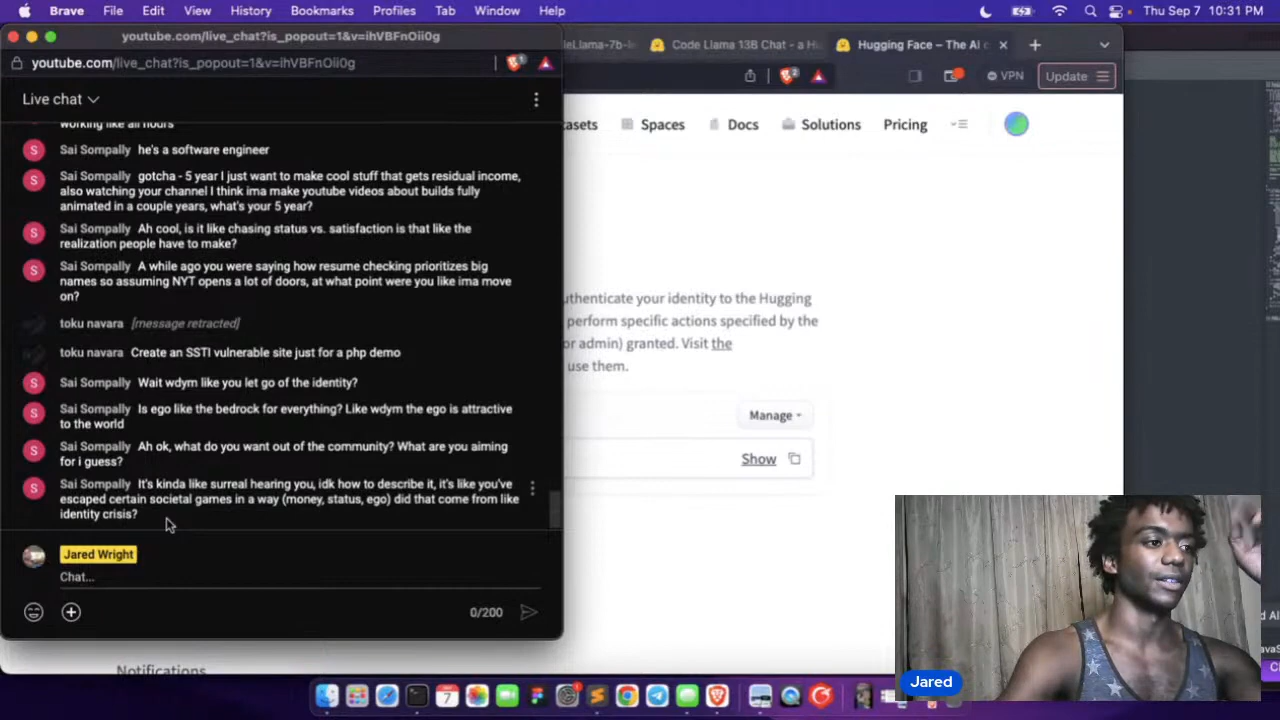 Brave File Edit View History Bookmarks Profiles Tab Window Help Thu Sep 7 10:31 PM
youtube.com/live_chat?is_popout=1&v=ihVBFnOii0g
Code Llama 13B Chat - a Hu
Hugging Face – The AI c
youtube.com/live_chat?is_popout=1&v=ihVBFnOii0g
VPN
Update
Live chat
Spaces Docs Solutions Pricing
working like all hours
Sai Sompally he's a software engineer
Sai Sompally gotcha - 5 year I just want to make cool stuff that gets residual income,
also watching your channel I think ima make youtube videos about builds fully
animated in a couple years, what's your 5 year?
Sai Sompally Ah cool, is it like chasing status vs. satisfaction is that like the
realization people have to make?
Sai Sompally A while ago you were saying how resume checking prioritizes big
names so assuming NYT opens a lot of doors, at what point were you like ima move
on?
toku navara [message retracted]
toku navara Create an SSTI vulnerable site just for a php demo
Sai Sompally Wait wdym like you let go of the identity?
Sai Sompally Is ego like the bedrock for everything? Like wdym the ego is attractive
to the world
Sai Sompally Ah ok, what do you want out of the community? What are you aiming
for i guess?
Sai Sompally It's kinda like surreal hearing you, idk how to describe it, it's like you've
escaped certain societal games in a way (money, status, ego) did that come from like
identity crisis?
Jared Wright
Chat...
0/200
uthenticate your identity to the Hugging
perform specific actions specified by the
or admin) granted. Visit the
use them.
Manage
Show
Notifications
Jared